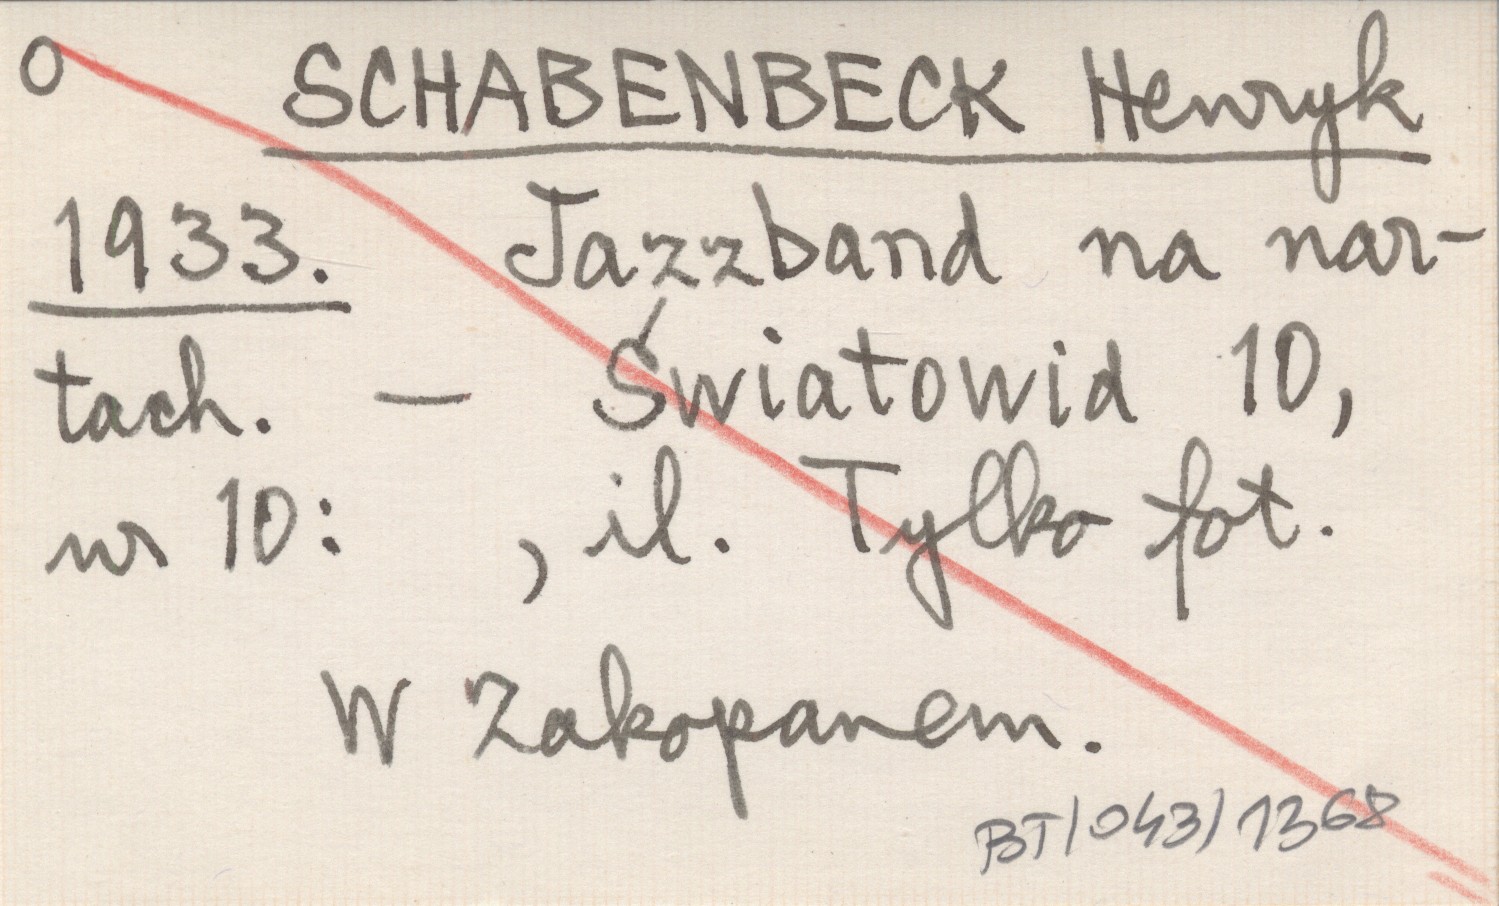 O SCHABENBECK Henryk
1933. Jazzband na nar-
tach. — Światowid 10,
nr 10: , il. Tylko fot.
W Zakopanem.
BT/043/1368